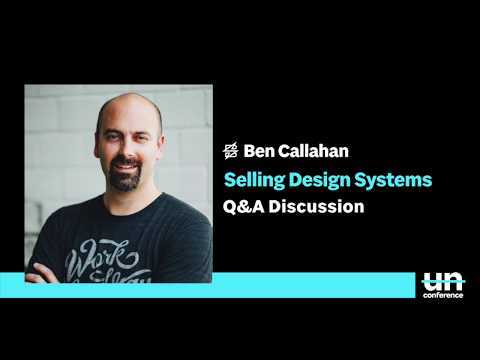 Ben Callahan
Selling Design Systems
Q&A Discussion
Work
un
conference